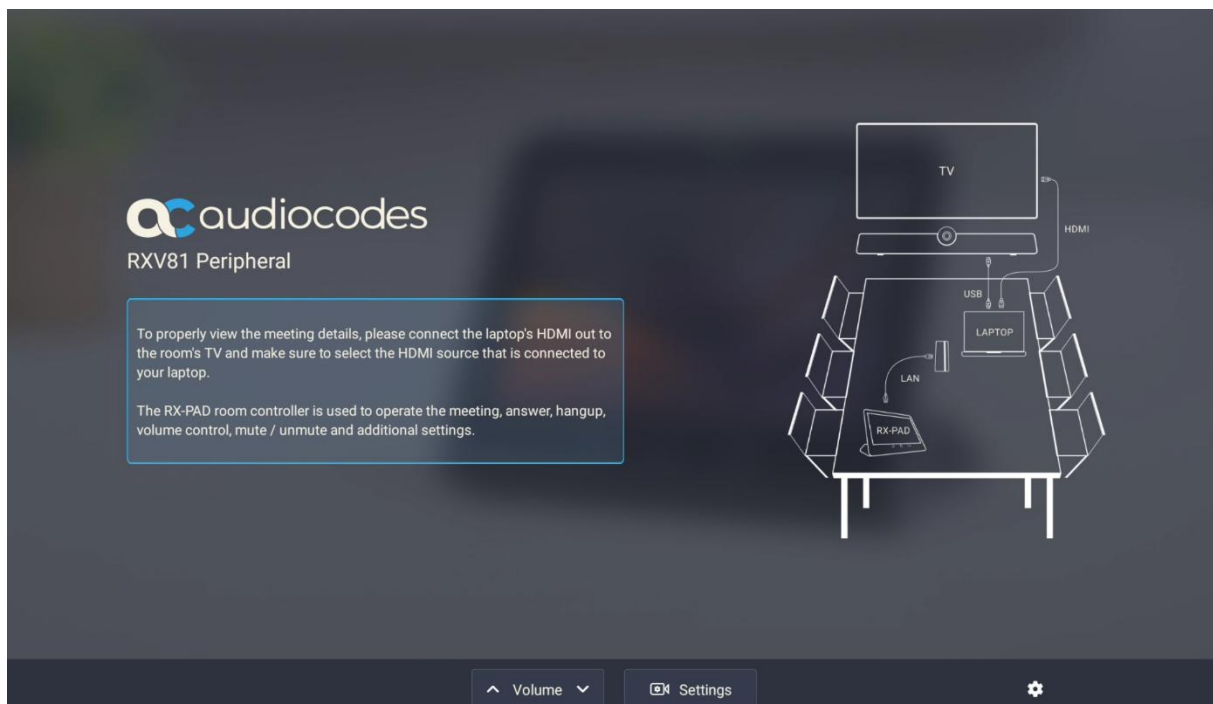 audiocodes
RXV81 Peripheral
To properly view the meeting details, please connect the laptop's HDMI out to
the room's TV and make sure to select the HDMI source that is connected to
your laptop.
The RX-PAD room controller is used to operate the meeting, answer, hangup,
volume control, mute / unmute and additional settings.
TV
HDMI
USB
LAPTOP
LAN
RX-PAD
Volume
Settings